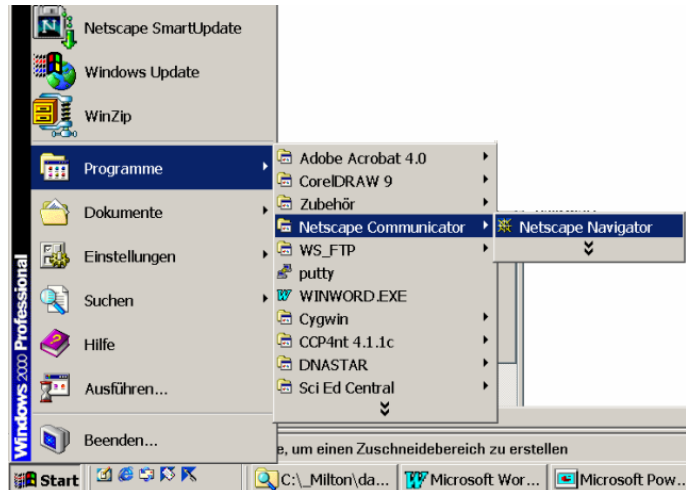 Netscape SmartUpdate
Windows Update
WinZip
Programme
Dokumente
Einstellungen
Suchen
Hilfe
Ausführen...
Beenden...
Windows 2000 Professional
Adobe Acrobat 4.0
CorelDRAW 9
Zubehör
Netscape Communicator
WS_FTP
putty
WINWORD.EXE
Cygwin
CCP4nt 4.1.1c
DNASTAR
Sci Ed Central
Netscape Navigator
e, um einen Zuschneidebereich zu erstellen
Start
C:\_Milton\da...
Microsoft Wor...
Microsoft Pow..